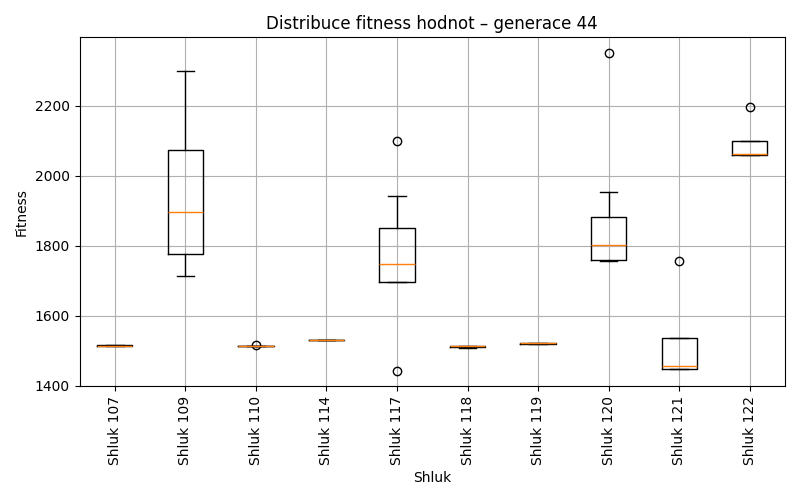 Distribuce fitness hodnot – generace 44
Fitness
2200
2000
1800
1600
1400
Shluk 107
Shluk 109
Shluk 110
Shluk 114
Shluk 117
Shluk 118
Shluk 119
Shluk 120
Shluk 121
Shluk 122
Shluk